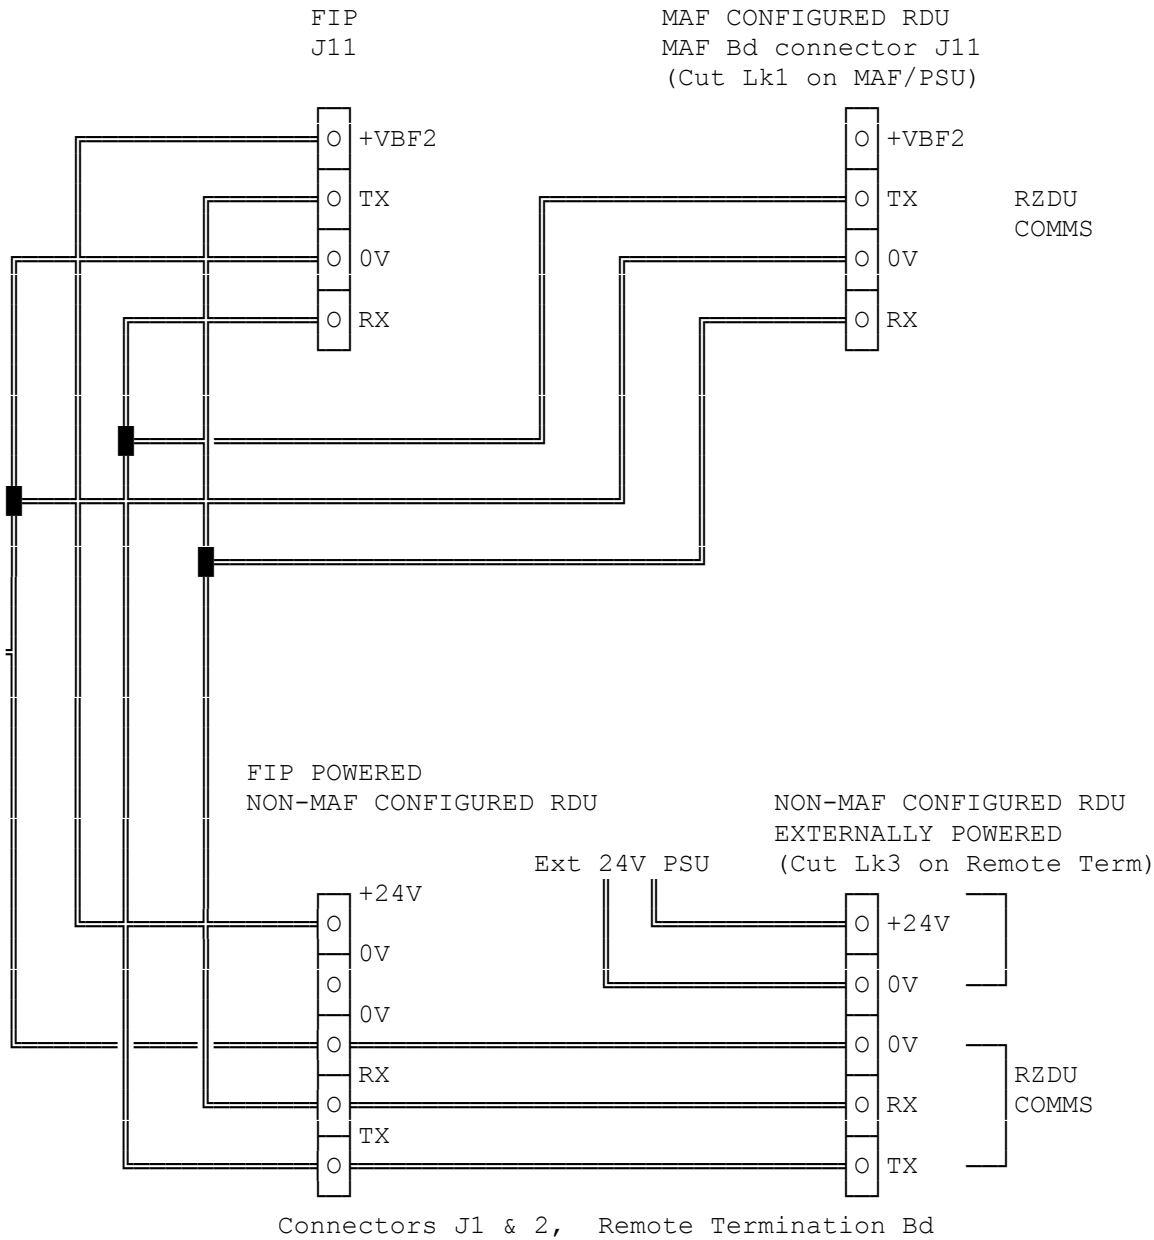 FIP
J11
MAF CONFIGURED RDU
MAF Bd connector J11
(Cut Lk1 on MAF/PSU)
O +VBF2
O TX
O 0V
O RX
O +VBF2
O TX
O 0V
O RX
RZDU
COMMS
FIP POWERED
NON-MAF CONFIGURED RDU
NON-MAF CONFIGURED RDU
EXTERNALLY POWERED
(Cut Lk3 on Remote Term)
Ext 24V PSU
+24V
O
0V
O
0V
O
RX
O
TX
O
O +24V
O 0V
O 0V
O RX
O TX
RZDU
COMMS
Connectors J1 & 2, Remote Termination Bd